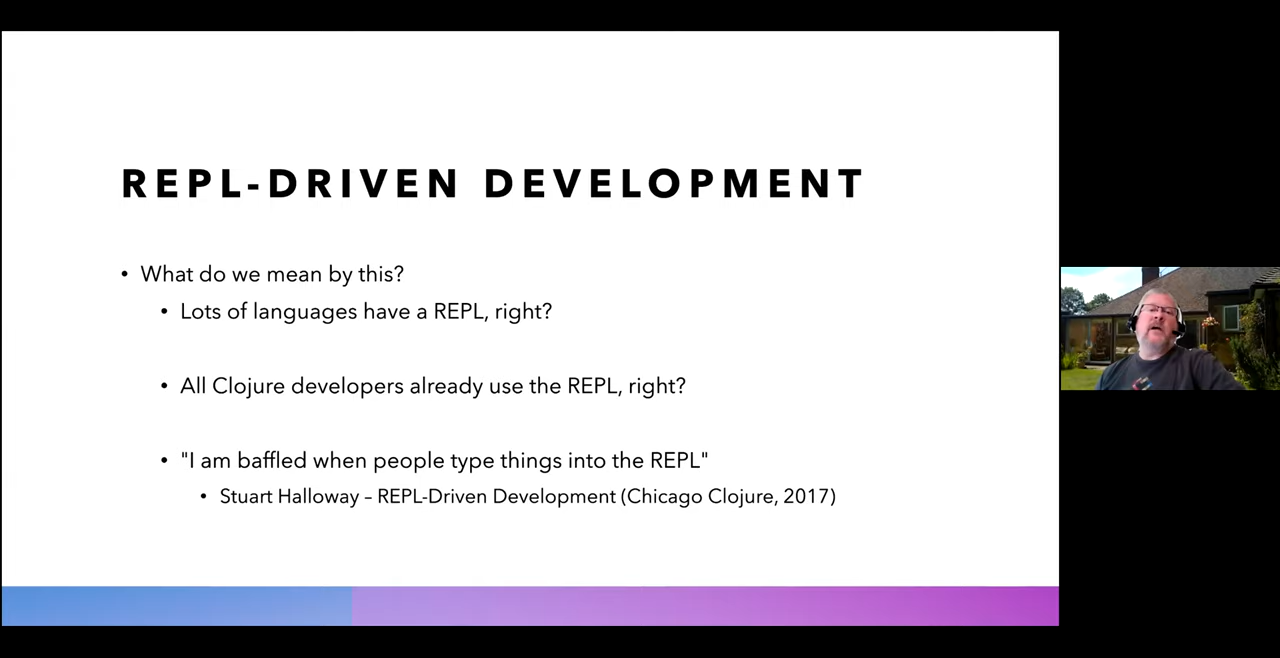 REPL-DRIVEN DEVELOPMENT
• What do we mean by this?
• Lots of languages have a REPL, right?
• All Clojure developers already use the REPL, right?
• "I am baffled when people type things into the REPL"
• Stuart Halloway – REPL-Driven Development (Chicago Clojure, 2017)